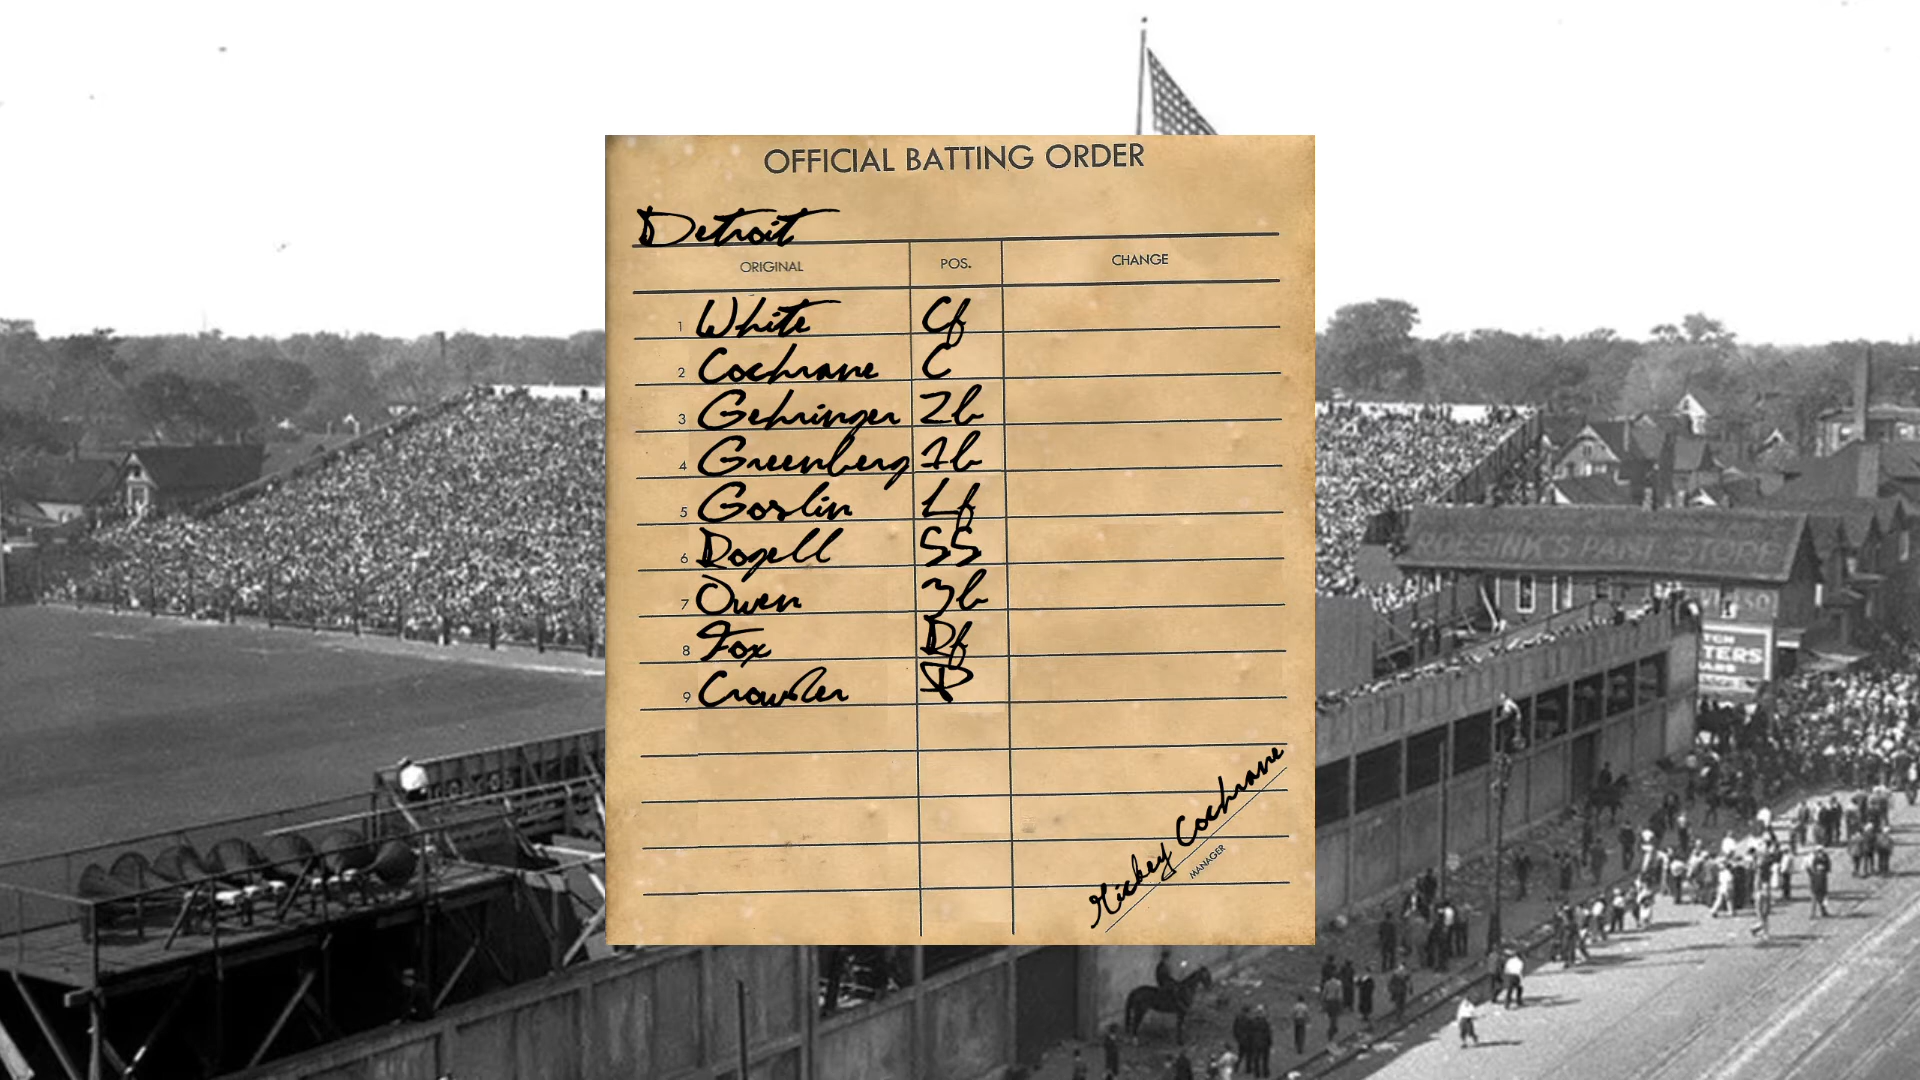 OFFICIAL BATTING ORDER
Detroit
ORIGINAL POS. CHANGE
1 White Cf
2 Cochrane C
3 Gehringer 2b
4 Greenberg 1b
5 Goslin Lf
6 Rogell SS
7 Owen 3b
8 Fox Rf
9 Crowder P
Mickey Cochrane
MANAGER
TERS